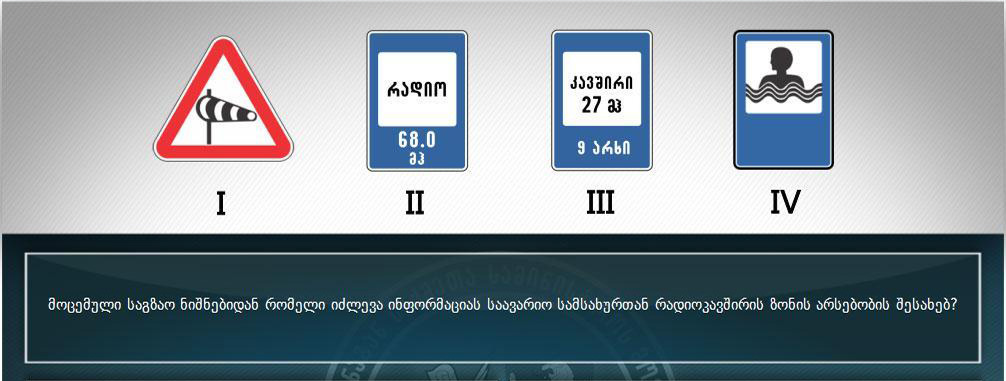 რადიო
68.0
მჰ
კავშირი
27 მჰ
9 არხი
I
II
III
IV
მოცემული საგზაო ნიშნებიდან რომელი იძლევა ინფორმაციას საავარიო სამსახურთან რადიოკავშირის ზონის არსებობის შესახებ?